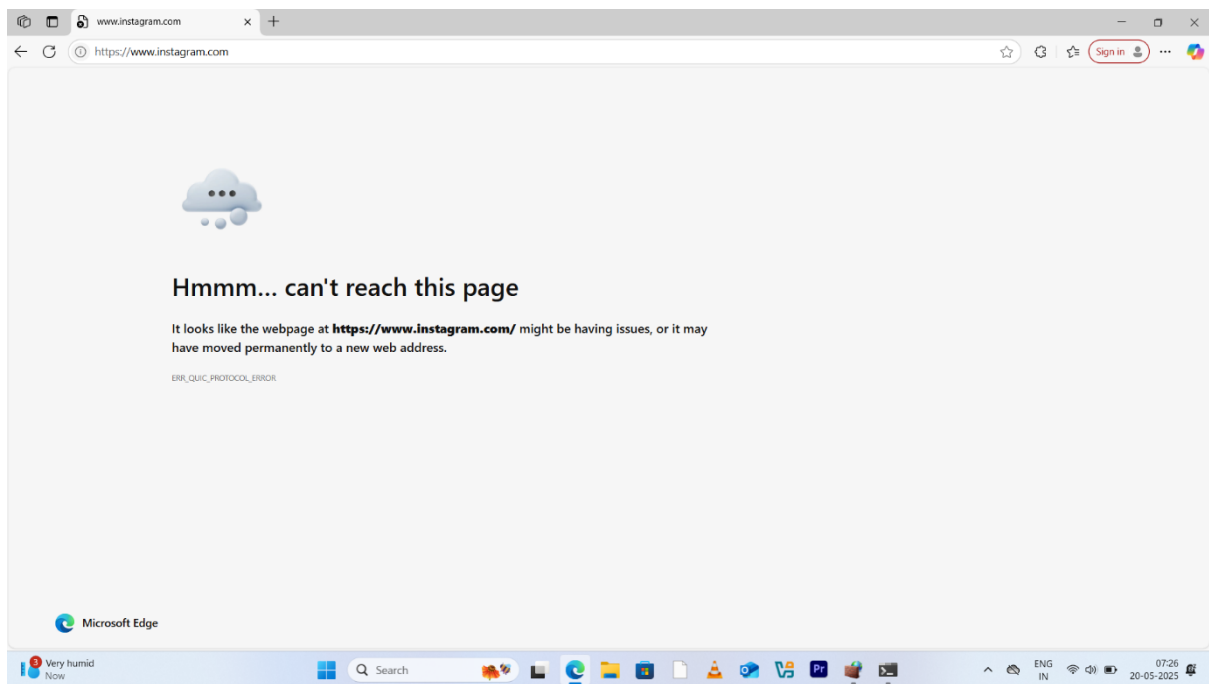 www.instagram.com
https://www.instagram.com
Sign in
Hmmm... can't reach this page
It looks like the webpage at https://www.instagram.com/ might be having issues, or it may
have moved permanently to a new web address.
ERR_QUIC_PROTOCOL_ERROR
Microsoft Edge
3
Very humid
Now
Search
Pr
ENG
IN
07:26
20-05-2025